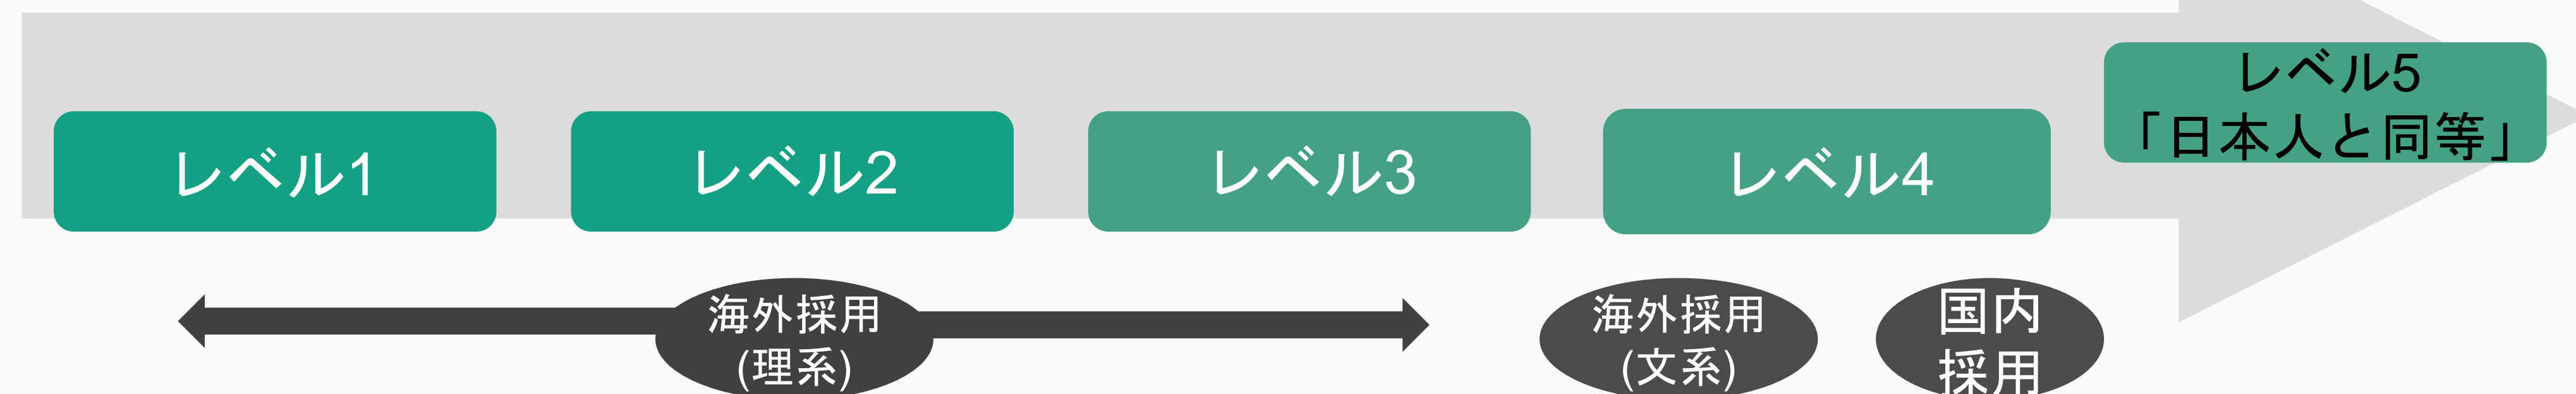 レベル1
レベル2
レベル3
レベル4
レベル5
「日本人と同等」
海外採用
(理系)
海外採用
(文系)
国内
採用